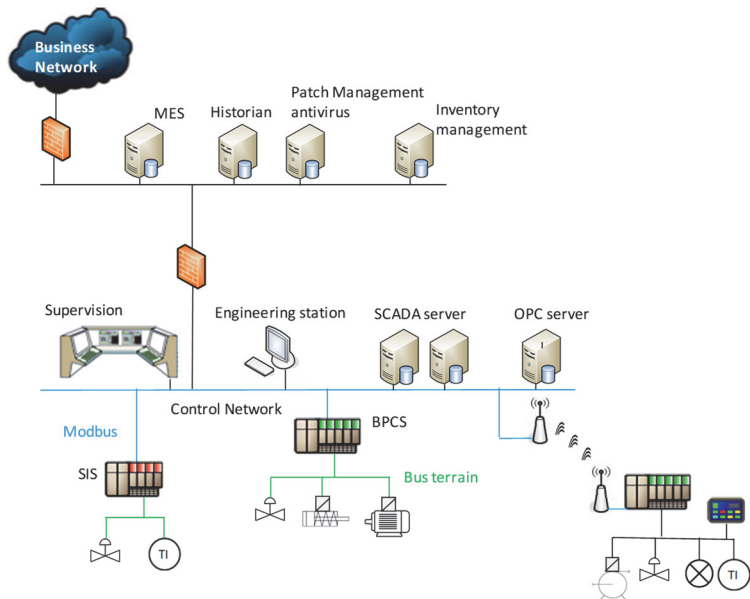 Business
Network
MES
Historian
Patch Management
antivirus
Inventory
management
Supervision
Engineering station
SCADA server
OPC server
Control Network
Modbus
BPCS
SIS
Bus terrain
TI
TI